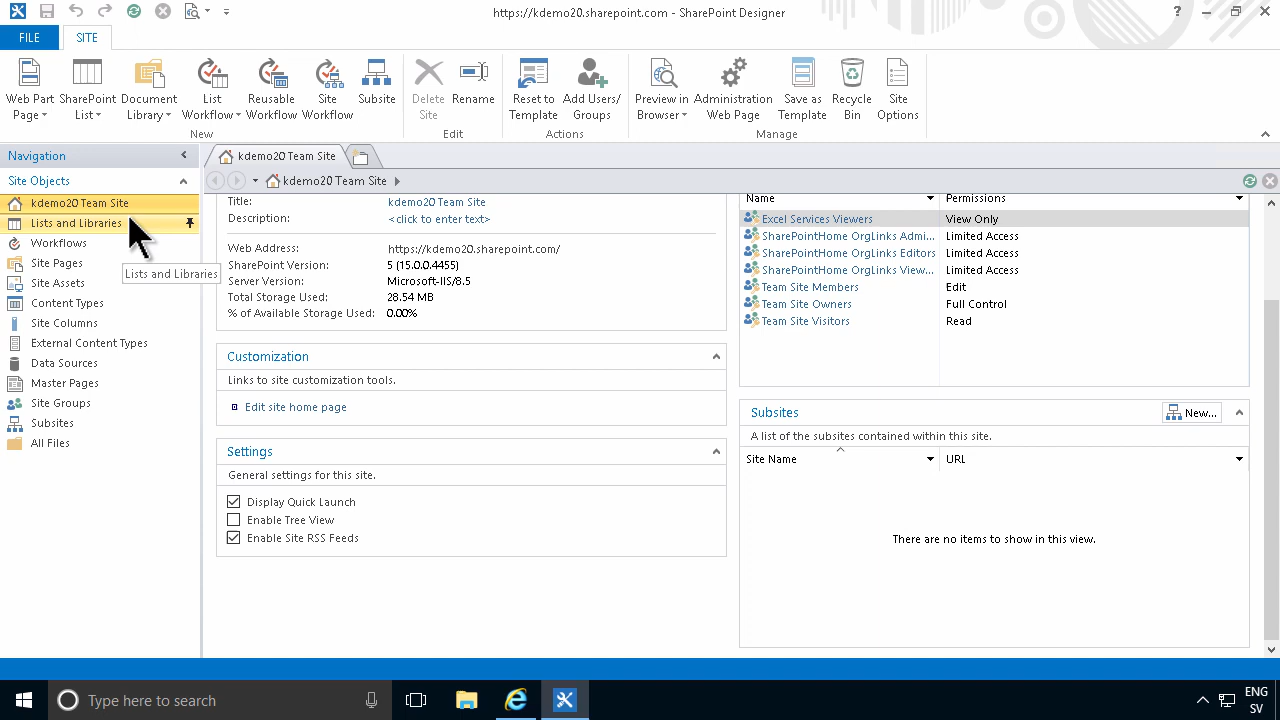 https://kdemo20.sharepoint.com - SharePoint Designer
?
FILE
SITE
Web Part Page
SharePoint List
Document Library
List Workflow
Reusable Workflow
Site Workflow
Subsite
Delete Site
Rename
Reset to Template
Add Users/ Groups
Preview in Browser
Administration Web Page
Save as Template
Recycle Bin
Site Options
New
Edit
Actions
Manage
Navigation
kdemo20 Team Site
Site Objects
kdemo20 Team Site
kdemo20 Team Site
Lists and Libraries
Lists and Libraries
Workflows
Site Pages
Site Assets
Content Types
Site Columns
External Content Types
Data Sources
Master Pages
Site Groups
Subsites
All Files
Title: kdemo20 Team Site
Description: <click to enter text>
Web Address: https://kdemo20.sharepoint.com/
SharePoint Version: 5 (15.0.0.4455)
Server Version: Microsoft-IIS/8.5
Total Storage Used: 28.54 MB
% of Available Storage Used: 0.00%
Customization
Links to site customization tools.
Edit site home page
Settings
General settings for this site.
Display Quick Launch
Enable Tree View
Enable Site RSS Feeds
Name Permissions
Excel Services Viewers View Only
SharePointHome OrgLinks Admi... Limited Access
SharePointHome OrgLinks Editors Limited Access
SharePointHome OrgLinks View... Limited Access
Team Site Members Edit
Team Site Owners Full Control
Team Site Visitors Read
Subsites
New...
A list of the subsites contained within this site.
Site Name URL
There are no items to show in this view.
Type here to search
ENG
SV